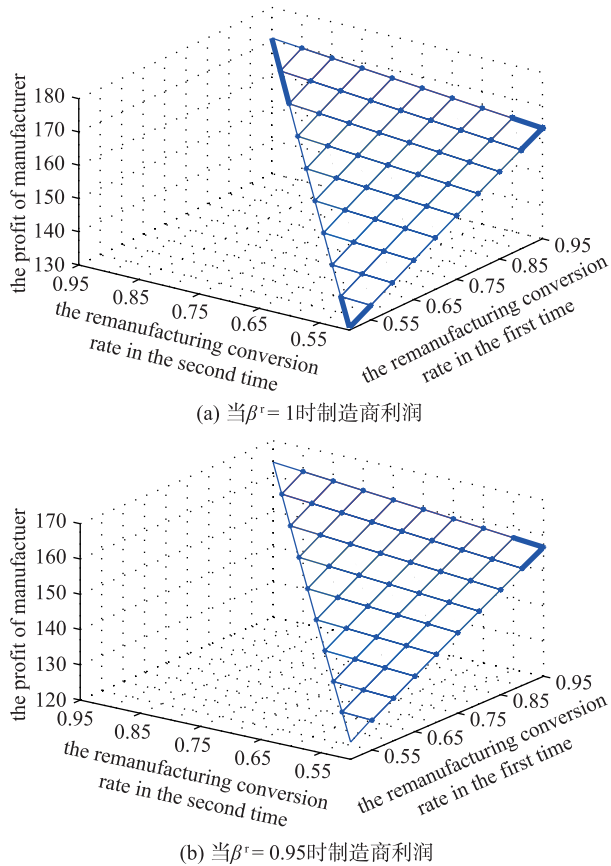 180
170
160
150
140
130
the profit of manufacturer
0.95
0.85
0.75
0.65
0.55
the remanufacturing conversion
rate in the second time
0.55
0.65
0.75
0.85
0.95
the remanufacturing conversion
rate in the first time
(a) 当βʳ = 1时制造商利润
170
160
150
140
130
120
the profit of manufactuer
0.95
0.85
0.75
0.65
0.55
the remanufacturing conversion
rate in the second time
0.55
0.65
0.75
0.85
0.95
the remanufacturing conversion
rate in the first time
(b) 当βʳ = 0.95时制造商利润